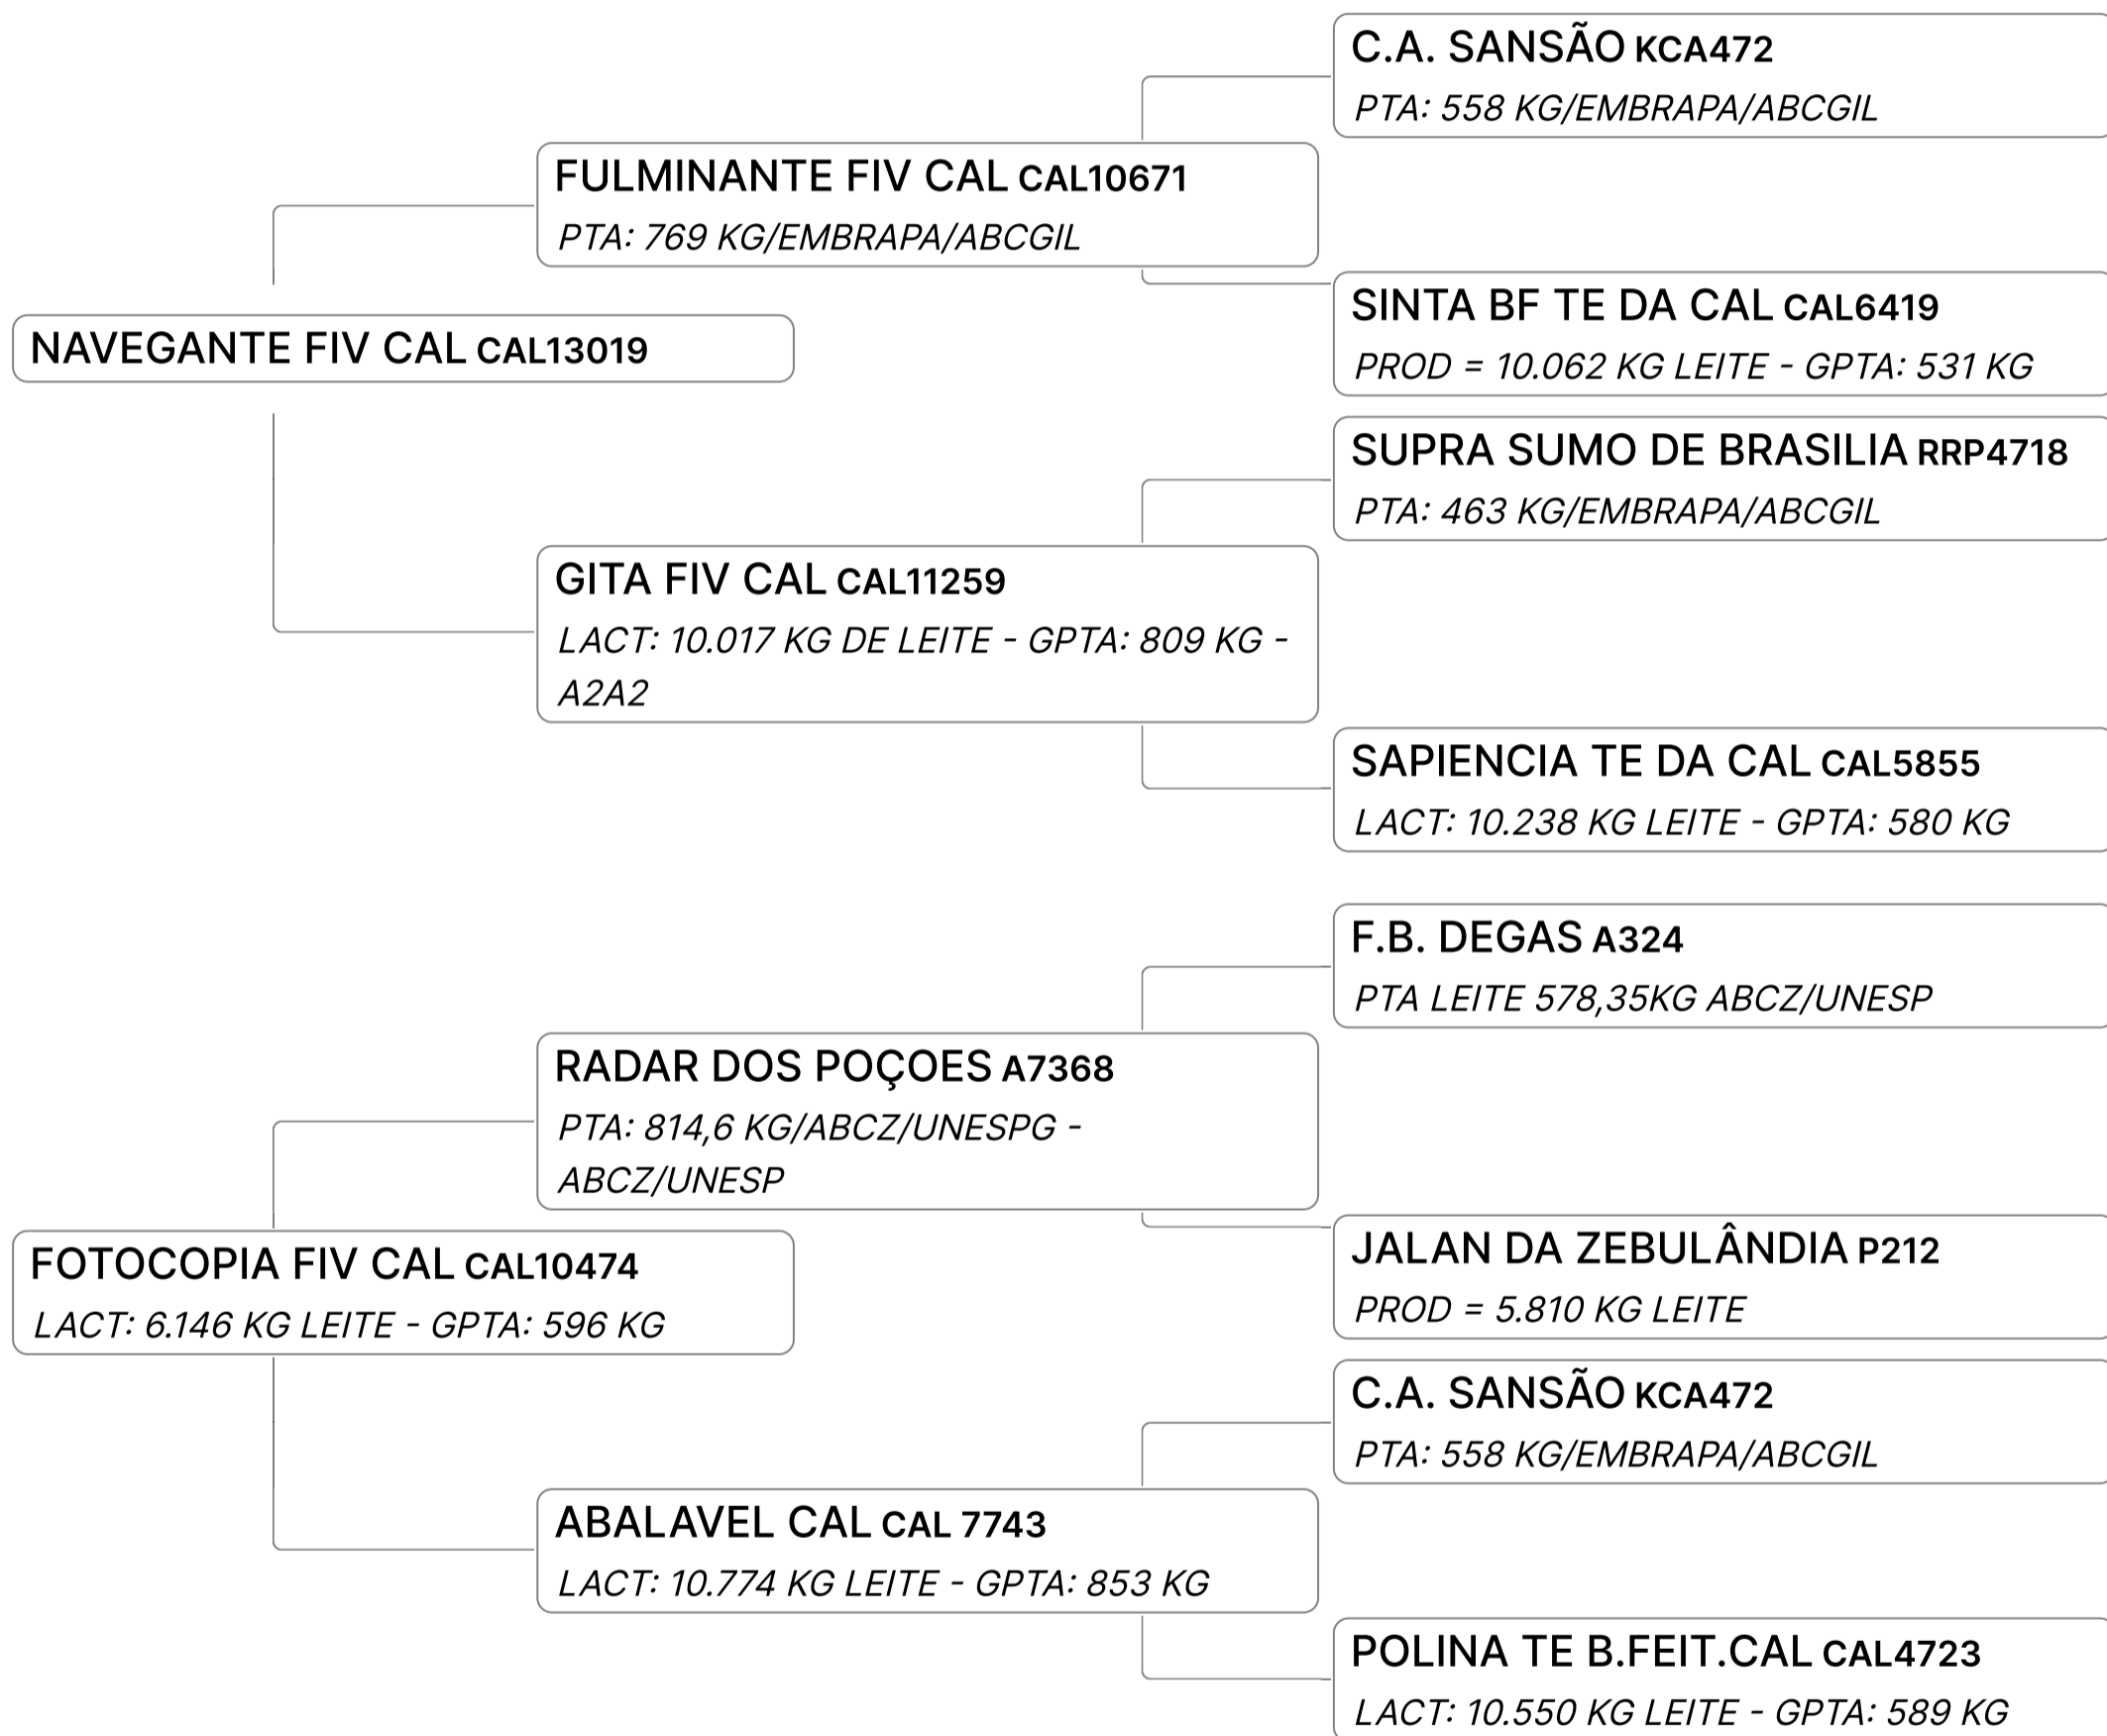 C.A. SANSÃO KCA472
PTA: 558 KG/EMBRAPA/ABCGIL
FULMINANTE FIV CAL CAL10671
PTA: 769 KG/EMBRAPA/ABCGIL
SINTA BF TE DA CAL CAL6419
PROD = 10.062 KG LEITE - GPTA: 531 KG
NAVEGANTE FIV CAL CAL13019
SUPRA SUMO DE BRASILIA RRP4718
PTA: 463 KG/EMBRAPA/ABCGIL
GITA FIV CAL CAL11259
LACT: 10.017 KG DE LEITE - GPTA: 809 KG -
A2A2
SAPIENCIA TE DA CAL CAL5855
LACT: 10.238 KG LEITE - GPTA: 580 KG
F.B. DEGAS A324
PTA LEITE 578,35KG ABCZ/UNESP
RADAR DOS POÇOES A7368
PTA: 814,6 KG/ABCZ/UNESPG -
ABCZ/UNESP
JALAN DA ZEBULÂNDIA P212
PROD = 5.810 KG LEITE
FOTOCOPIA FIV CAL CAL10474
LACT: 6.146 KG LEITE - GPTA: 596 KG
C.A. SANSÃO KCA472
PTA: 558 KG/EMBRAPA/ABCGIL
ABALAVEL CAL CAL 7743
LACT: 10.774 KG LEITE - GPTA: 853 KG
POLINA TE B.FEIT.CAL CAL4723
LACT: 10.550 KG LEITE - GPTA: 589 KG